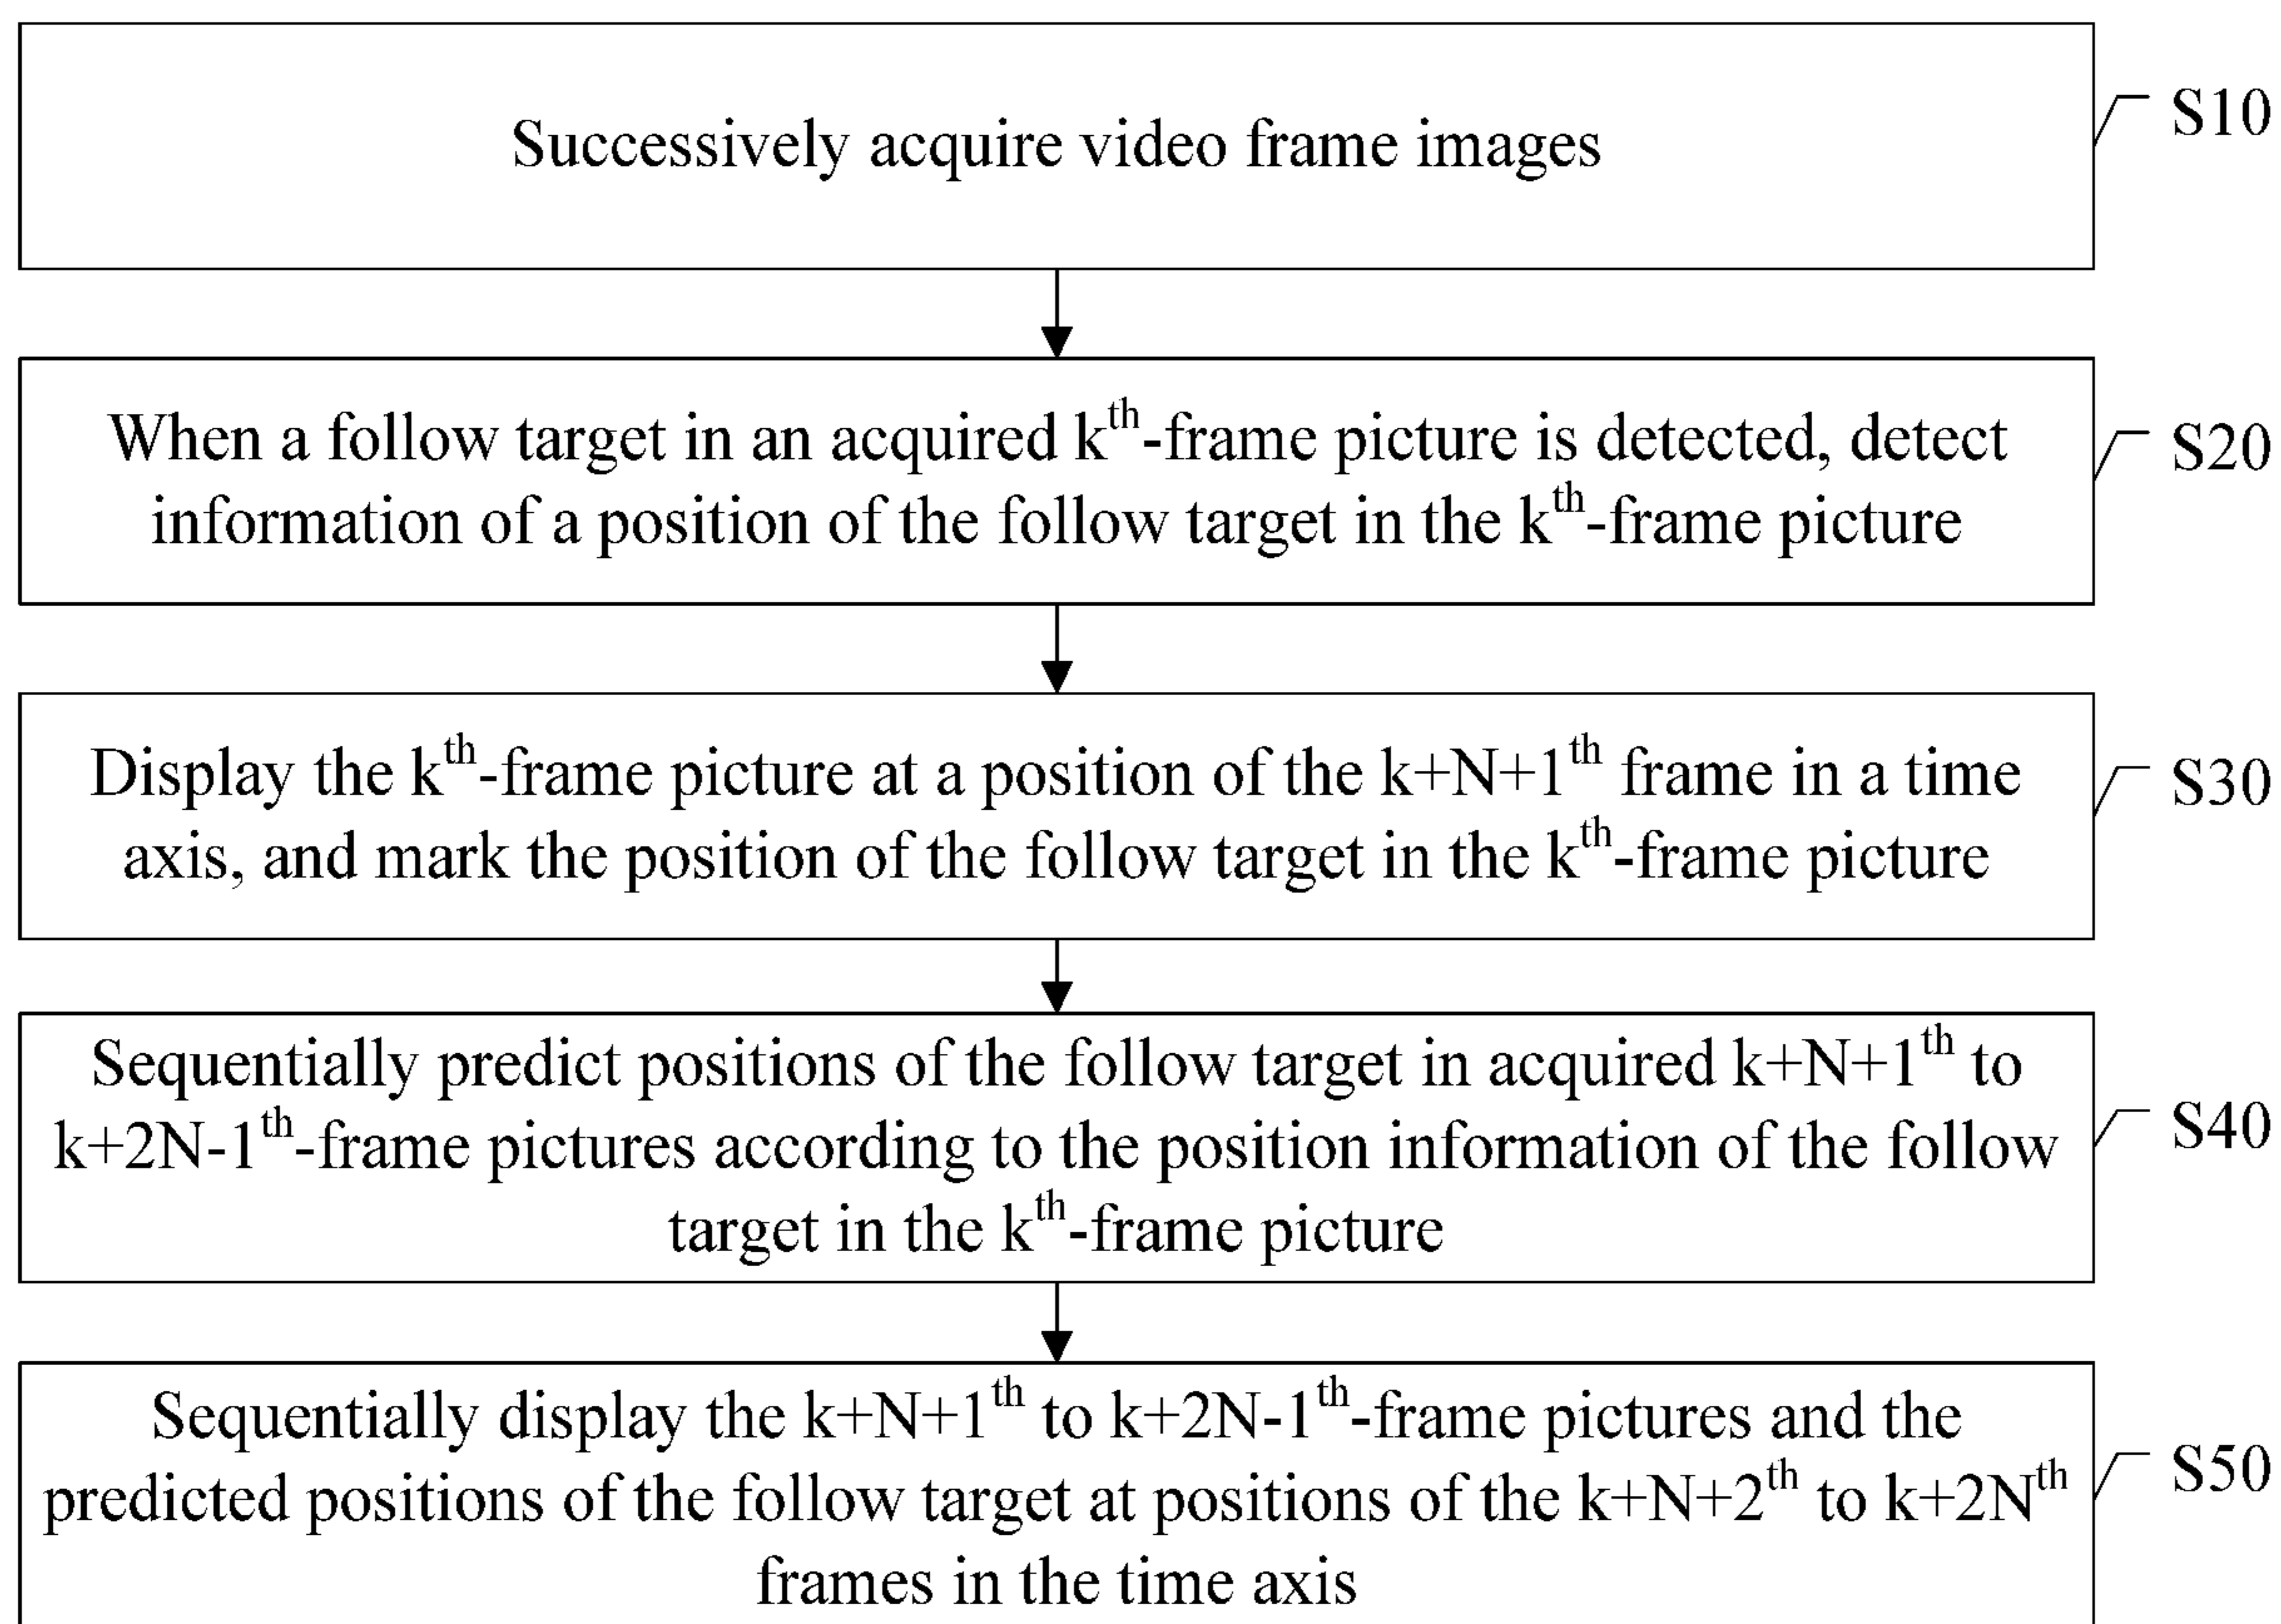 Successively acquire video frame images
S10
When a follow target in an acquired kth-frame picture is detected, detect
information of a position of the follow target in the kth-frame picture
S20
Display the kth-frame picture at a position of the k+N+1th frame in a time
axis, and mark the position of the follow target in the kth-frame picture
S30
Sequentially predict positions of the follow target in acquired k+N+1th to
k+2N-1th-frame pictures according to the position information of the follow
target in the kth-frame picture
S40
Sequentially display the k+N+1th to k+2N-1th-frame pictures and the
predicted positions of the follow target at positions of the k+N+2th to k+2Nth
frames in the time axis
S50